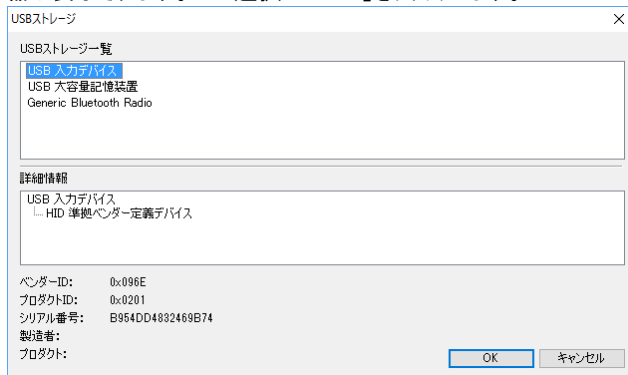 USBストレージ
USBストレージ一覧
USB 入力デバイス
USB 大容量記憶装置
Generic Bluetooth Radio
詳細情報
USB 入力デバイス
HID 準拠ベンダー定義デバイス
ベンダーID: 0x096E
プロダクトID: 0x0201
シリアル番号: B954DD4832469B74
製造者:
プロダクト:
OK キャンセル